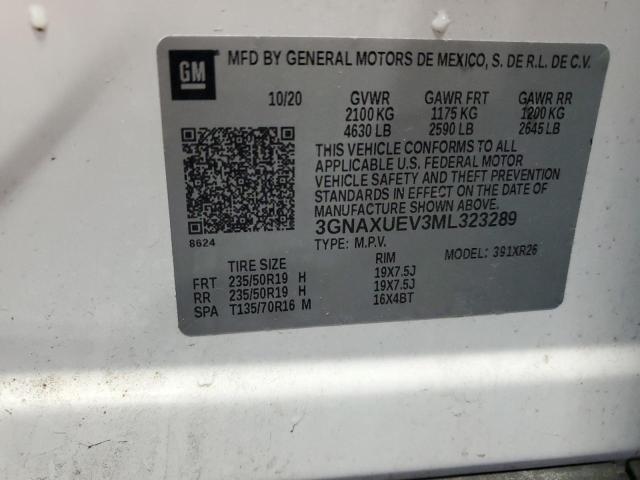 GM MFD BY GENERAL MOTORS DE MEXICO, S. DE R.L. DE C.V.
10/20 GVWR GAWR FRT GAWR RR
2100 KG 1175 KG 1200 KG
4630 LB 2590 LB 2645 LB
THIS VEHICLE CONFORMS TO ALL
APPLICABLE U.S. FEDERAL MOTOR
VEHICLE SAFETY AND THEFT PREVENTION
STANDARDS IN EFFECT ON THE DATE OF
MANUFACTURE SHOWN ABOVE.
3GNAXUEV3ML323289
8624 TYPE: M.P.V. MODEL: 391XR26
TIRE SIZE RIM
FRT 235/50R19 H 19X7.5J
RR 235/50R19 H 19X7.5J
SPA T135/70R16 M 16X4BT